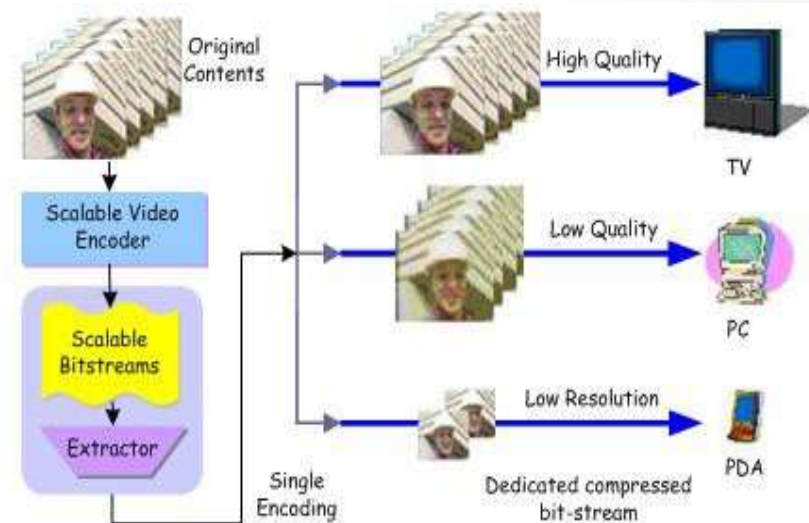 Original
Contents
Scalable Video
Encoder
Scalable
Bitstreams
Extractor
Single
Encoding
High Quality
TV
Low Quality
PC
Low Resolution
PDA
Dedicated compressed
bit-stream